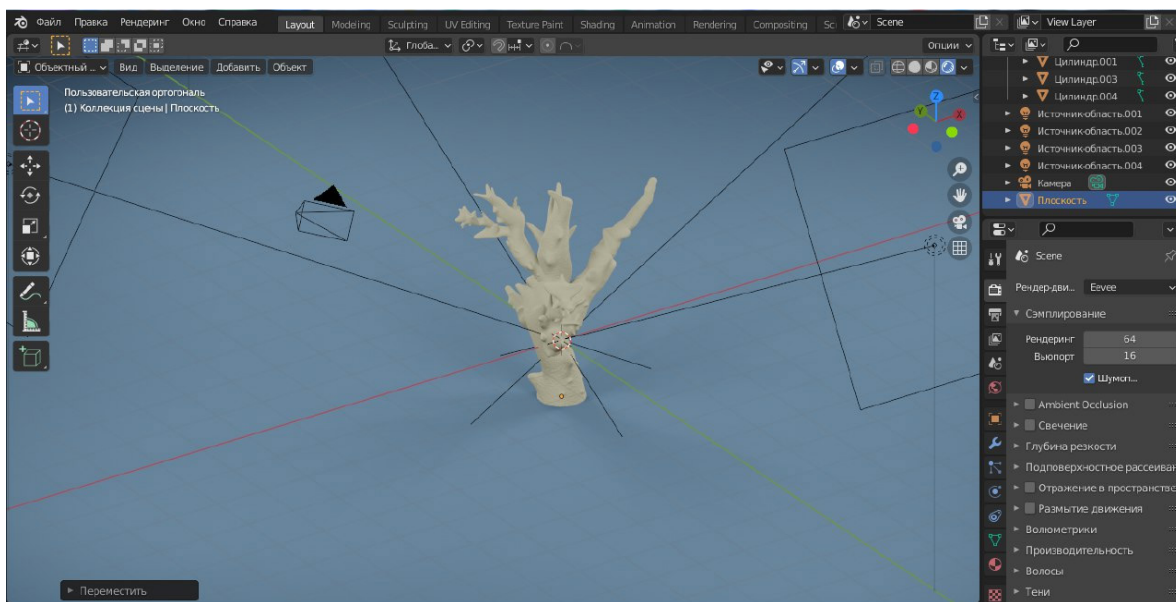 Файл Правка Рендеринг Окно Справка Layout Modeling Sculpting UV Editing Texture Paint Shading Animation Rendering Compositing Sc Scene View Layer
Глоба... Опции
Объектный ... Вид Выделение Добавить Объект
Пользовательская ортогональ
(1) Коллекция сцены | Плоскость
Z
Y
X
Переместить
Цилиндр.001
Цилиндр.003
Цилиндр.004
Источник-область.001
Источник-область.002
Источник-область.003
Источник-область.004
Камера
Плоскость
Scene
Рендер-дви... Eevee
Сэмплирование
Рендеринг 64
Вьюпорт 16
Шумоп...
Ambient Occlusion
Свечение
Глубина резкости
Подповерхностное рассеиван
Отражение в пространстве
Размытие движения
Волюметрики
Производительность
Волосы
Тени